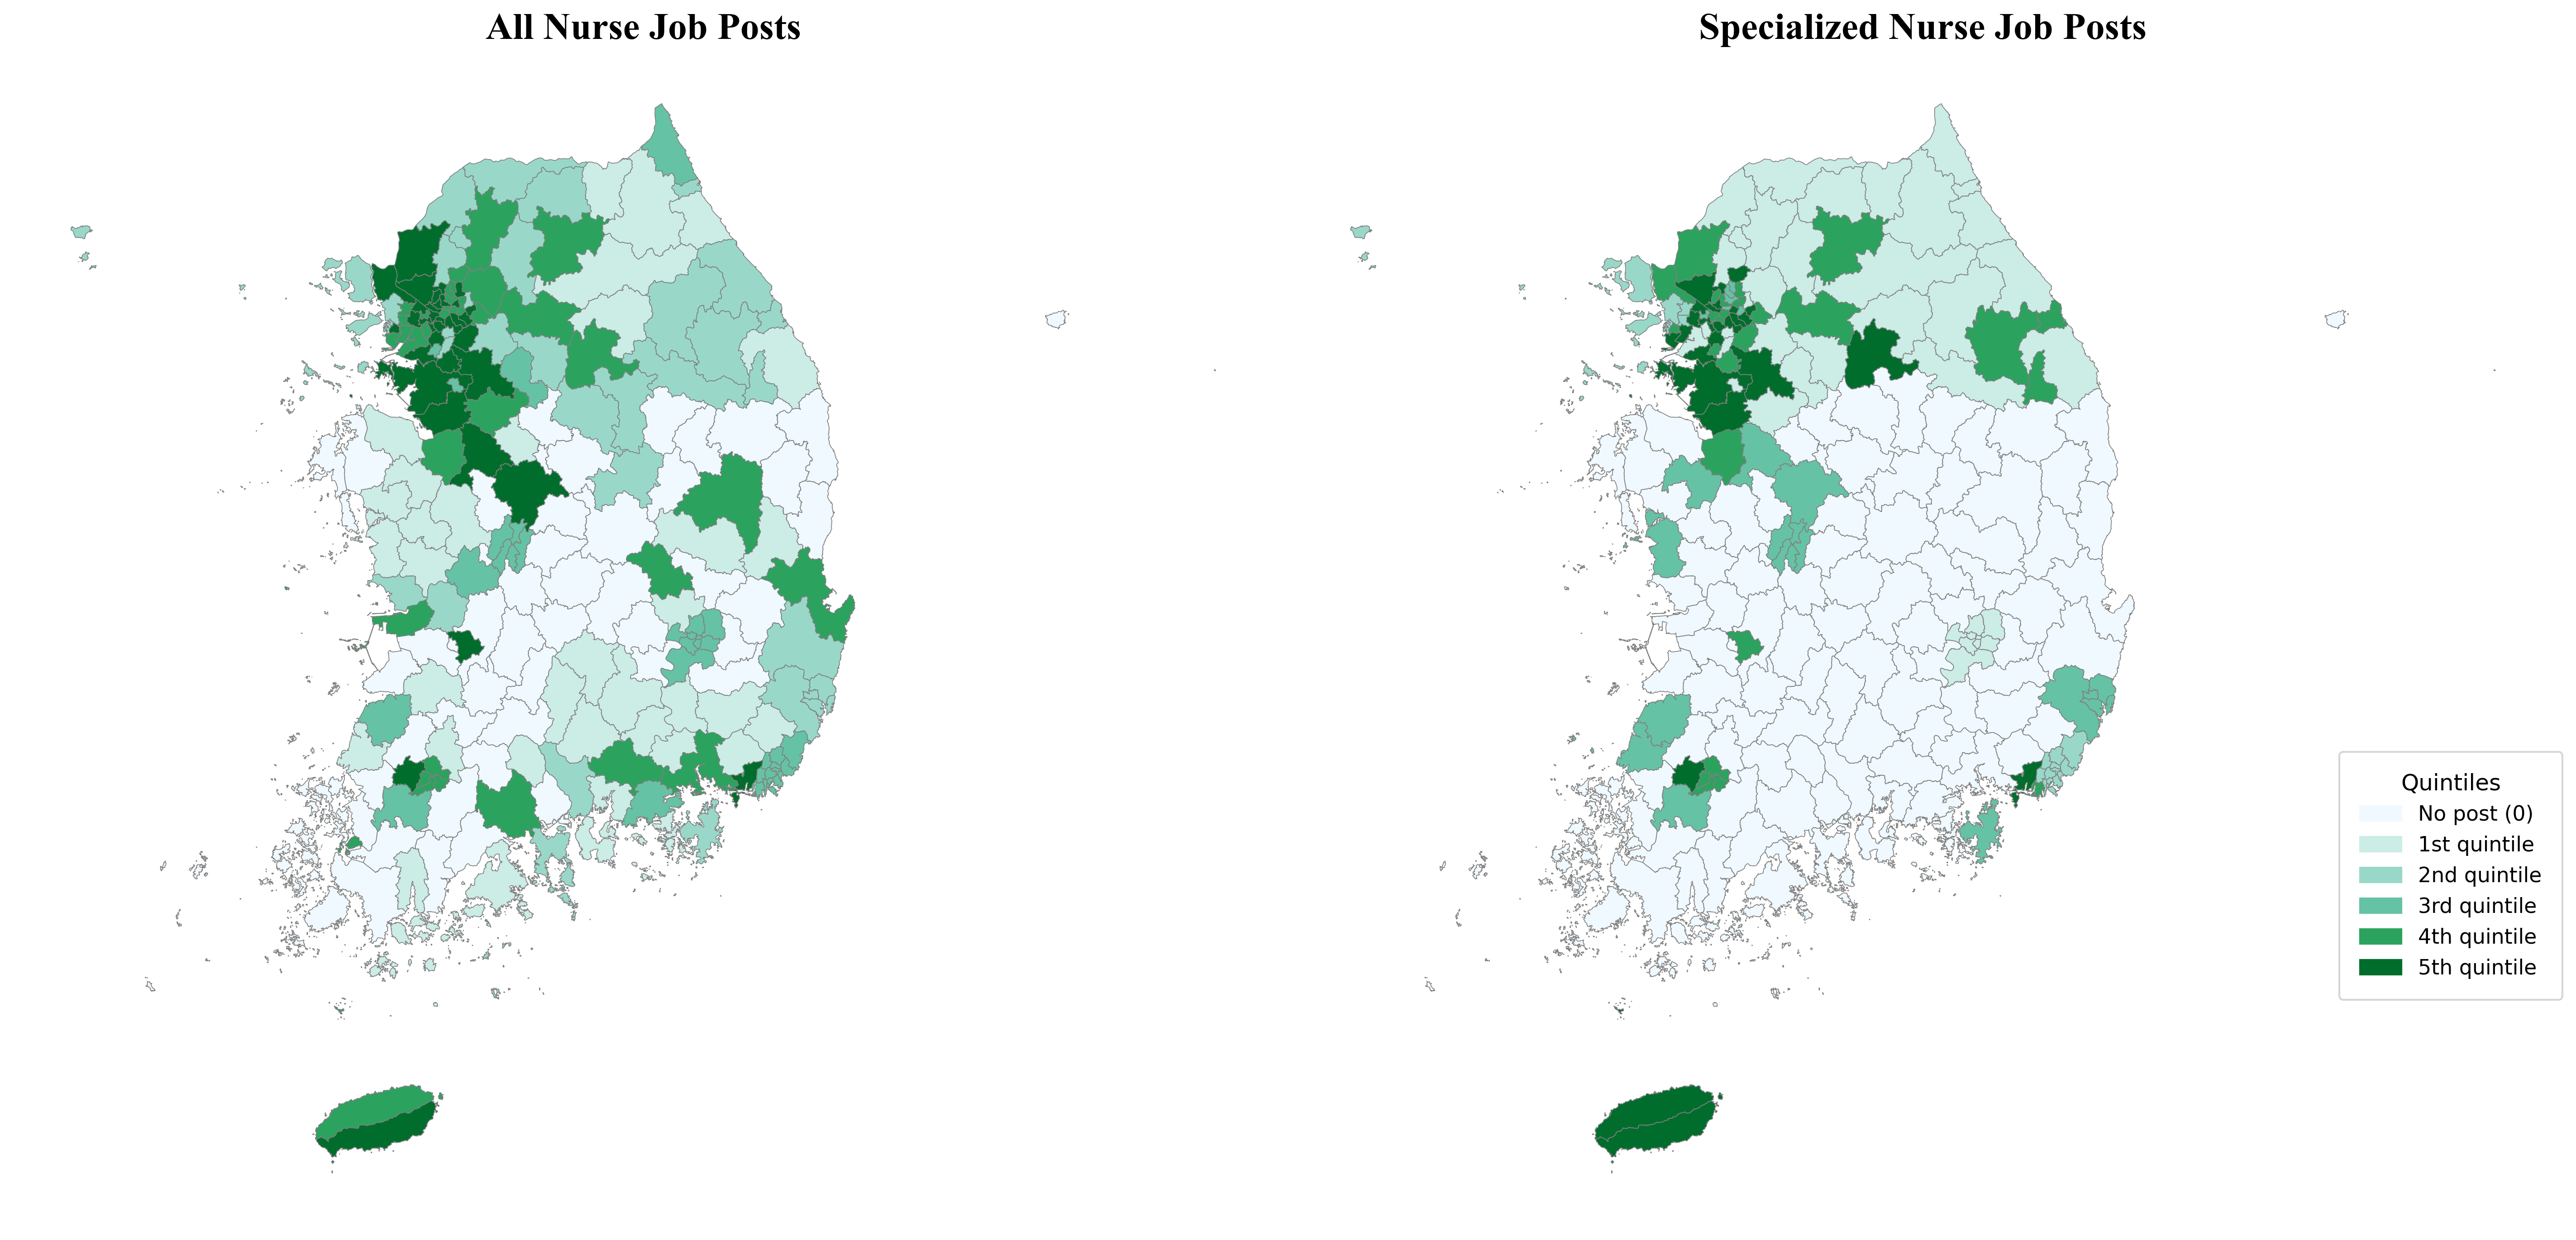 All Nurse Job Posts
Specialized Nurse Job Posts
Quintiles
No post (0)
1st quintile
2nd quintile
3rd quintile
4th quintile
5th quintile